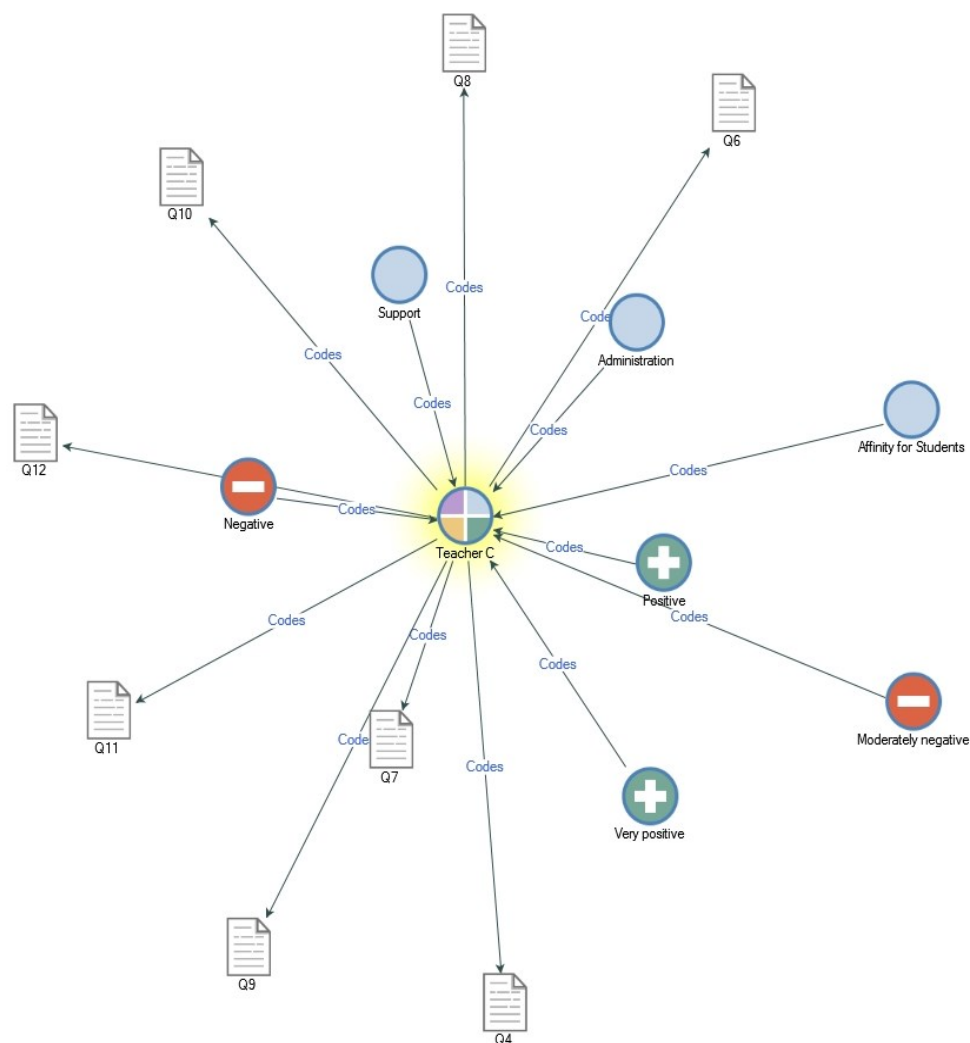 Q8
Q6
Q10
Codes
Support
Code
Administration
Codes
Codes
Codes
Affinity for Students
Q12
Codes
Negative
Codes
Teacher C
Codes
Positive
Codes
Codes
Codes
Codes
Q11
Code
Q7
Codes
Moderately negative
Very positive
Q9
Q4